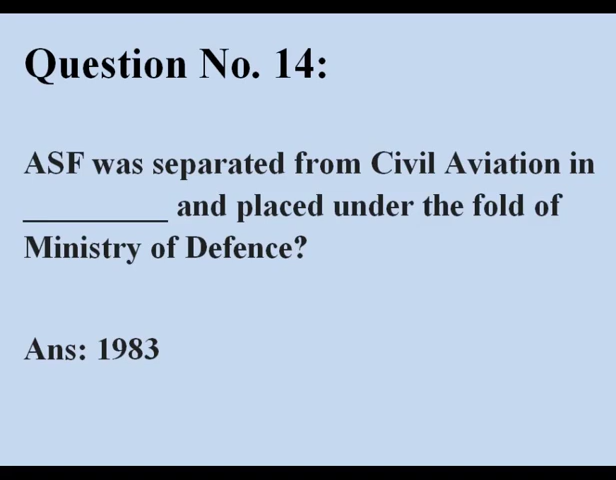 Question No. 14:
ASF was separated from Civil Aviation in
_________ and placed under the fold of
Ministry of Defence?
Ans: 1983